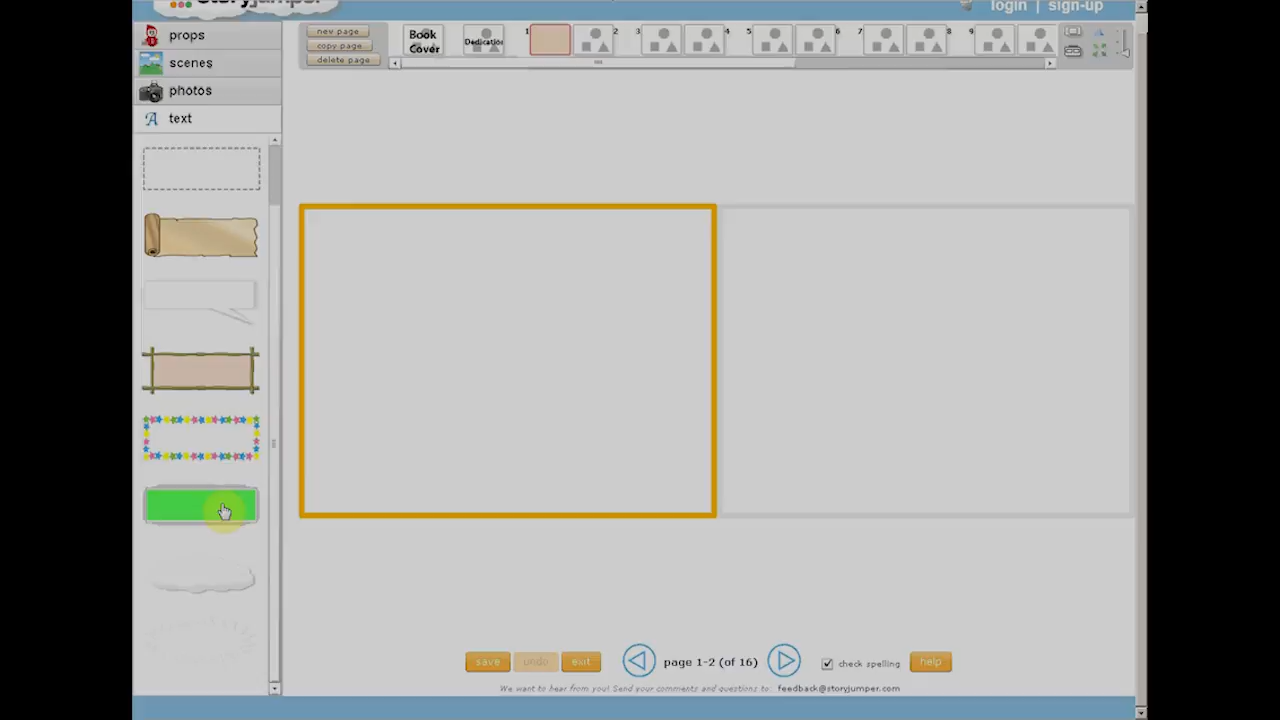 storyjumper
login | sign-up
props
scenes
photos
text
new page
copy page
delete page
Book Cover
Dedication
1
2
3
4
5
6
7
8
9
save
undo
exit
page 1-2 (of 16)
check spelling
help
We want to hear from you! Send your comments and questions to: feedback@storyjumper.com